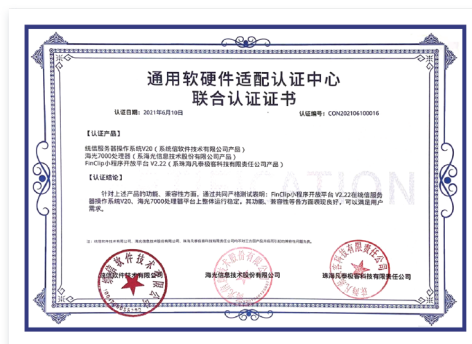 通用软硬件适配认证中心
联合认证证书
认证日期：2021年6月10日
认证编号：CON202106100016
【认证产品】
统信服务器操作系统V20（系统信软件技术有限公司产品）
海光7000处理器（系海光信息技术股份有限公司产品）
FinClip小程序开放平台 V2.22（系珠海凡泰极客科技有限责任公司产品）
【认证结论】
针对上述产品的功能、兼容性方面，通过共同严格测试表明：FinClip小程序开放平台 V2.22在统信服务
器操作系统V20、海光7000处理器平台上整体运行稳定，其功能、兼容性等各方面表现良好，可以满足用户
需求。
统信软件技术有限公司
海光信息技术股份有限公司
珠海凡泰极客科技有限责任公司